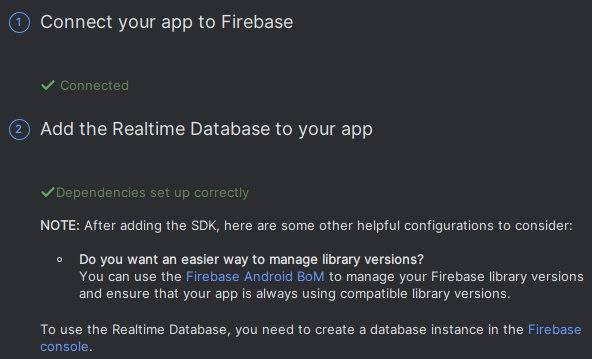 1 Connect your app to Firebase
Connected
2 Add the Realtime Database to your app
Dependencies set up correctly
NOTE: After adding the SDK, here are some other helpful configurations to consider:
Do you want an easier way to manage library versions?
You can use the Firebase Android BoM to manage your Firebase library versions
and ensure that your app is always using compatible library versions.
To use the Realtime Database, you need to create a database instance in the Firebase
console.